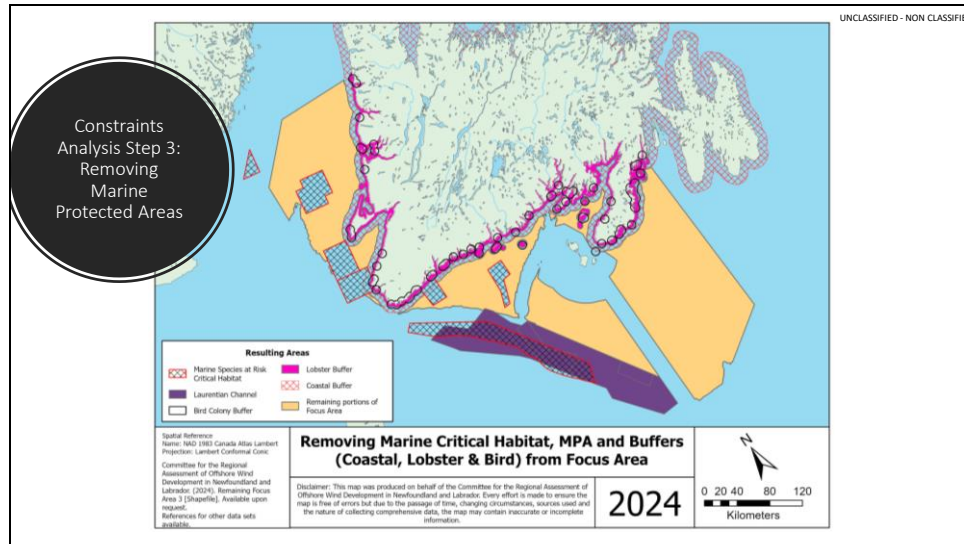 UNCLASSIFIED - NON CLASSIFIE
Constraints
Analysis Step 3:
Removing
Marine
Protected Areas
Resulting Areas
Marine Species at Risk
Critical Habitat
Laurentian Channel
Bird Colony Buffer
Lobster Buffer
Coastal Buffer
Remaining portions of
Focus Area
Spatial Reference
Name: NAD 1983 Canada Atlas Lambert
Projection: Lambert Conformal Conic
Committee for the Regional
Assessment of Offshore Wind
Development in Newfoundland and
Labrador. (2024). Remaining Focus
Area 3 [Shapefile]. Available upon
request.
References for other data sets
available.
Removing Marine Critical Habitat, MPA and Buffers
(Coastal, Lobster & Bird) from Focus Area
Disclaimer: This map was produced on behalf of the Committee for the Regional Assessment of
Offshore Wind Development in Newfoundland and Labrador. Every effort is made to ensure the
map is free of errors but due to the passage of time, changing circumstances, sources used and
the nature of collecting comprehensive data, the map may contain inaccurate or incomplete
information.
2024
N
0 20 40 80 120
Kilometers